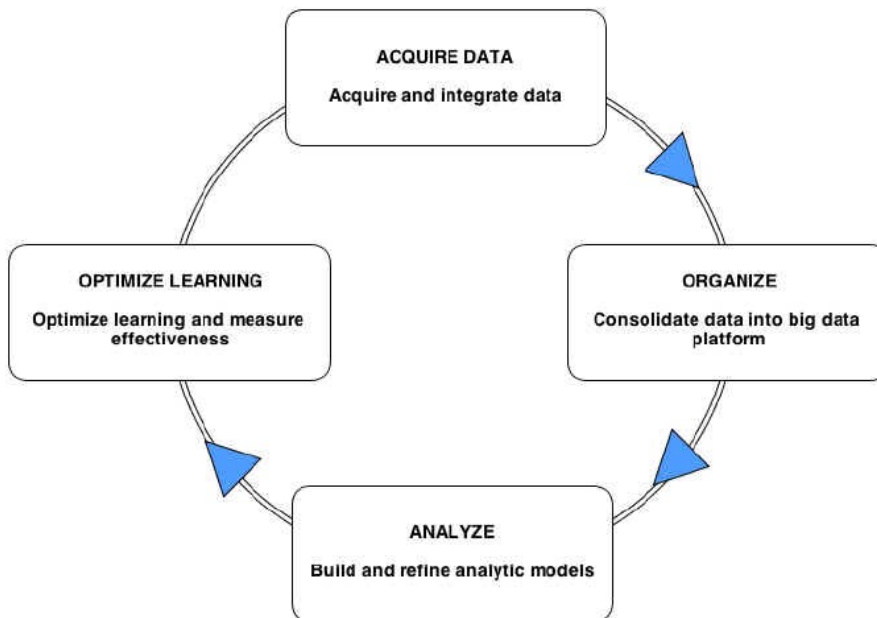 ACQUIRE DATA
Acquire and integrate data
OPTIMIZE LEARNING
Optimize learning and measure
effectiveness
ORGANIZE
Consolidate data into big data
platform
ANALYZE
Build and refine analytic models